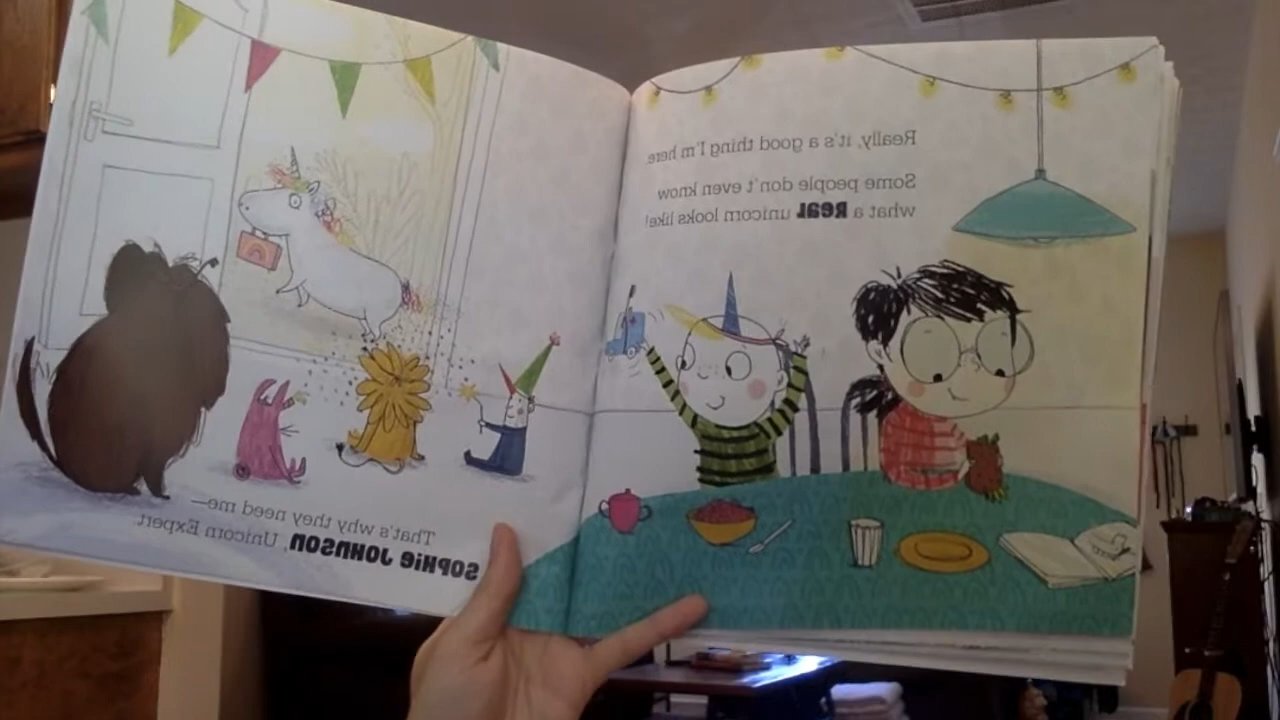 Really, it's a good thing I'm here.
Some people don't even know
what a REAL unicorn looks like!
That's why they need me—
SOPHIE JOHNSON, Unicorn Expert.